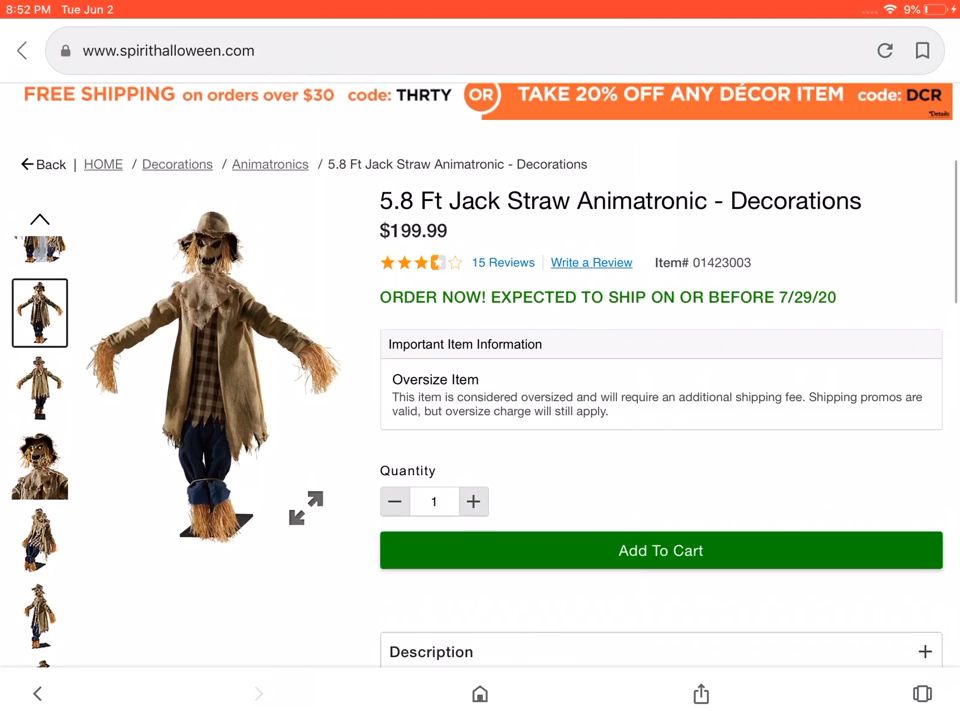 8:52 PM Tue Jun 2 9%
www.spirithalloween.com
FREE SHIPPING on orders over $30 code: THRTY OR TAKE 20% OFF ANY DÉCOR ITEM code: DCR
*Details
Back | HOME / Decorations / Animatronics / 5.8 Ft Jack Straw Animatronic - Decorations
5.8 Ft Jack Straw Animatronic - Decorations
$199.99
15 Reviews Write a Review Item# 01423003
ORDER NOW! EXPECTED TO SHIP ON OR BEFORE 7/29/20
Important Item Information
Oversize Item
This item is considered oversized and will require an additional shipping fee. Shipping promos are
valid, but oversize charge will still apply.
Quantity
1
Add To Cart
Description